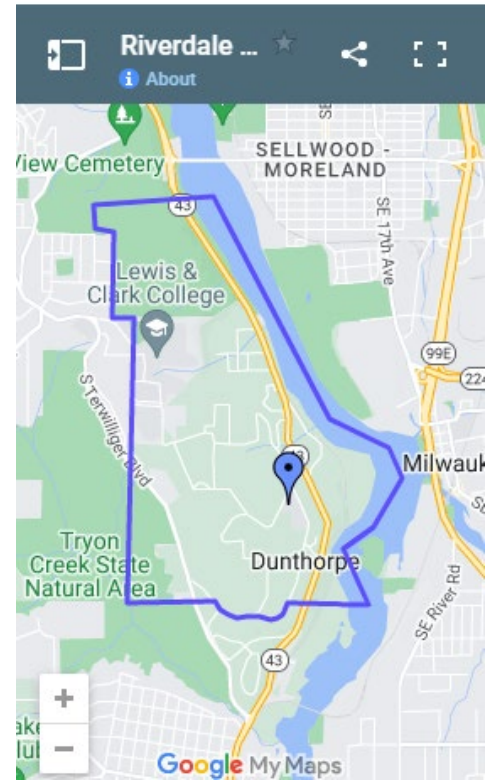 Riverdale ...
About
View Cemetery
SELLWOOD -
MORELAND
SE
43
SE 17th Ave
Lewis &
Clark College
99E
224
S Terwilliger Blvd
43
Milwauk
Tryon
Creek State
Natural Area
Dunthorpe
SE River Rd
43
+
−
Google My Maps